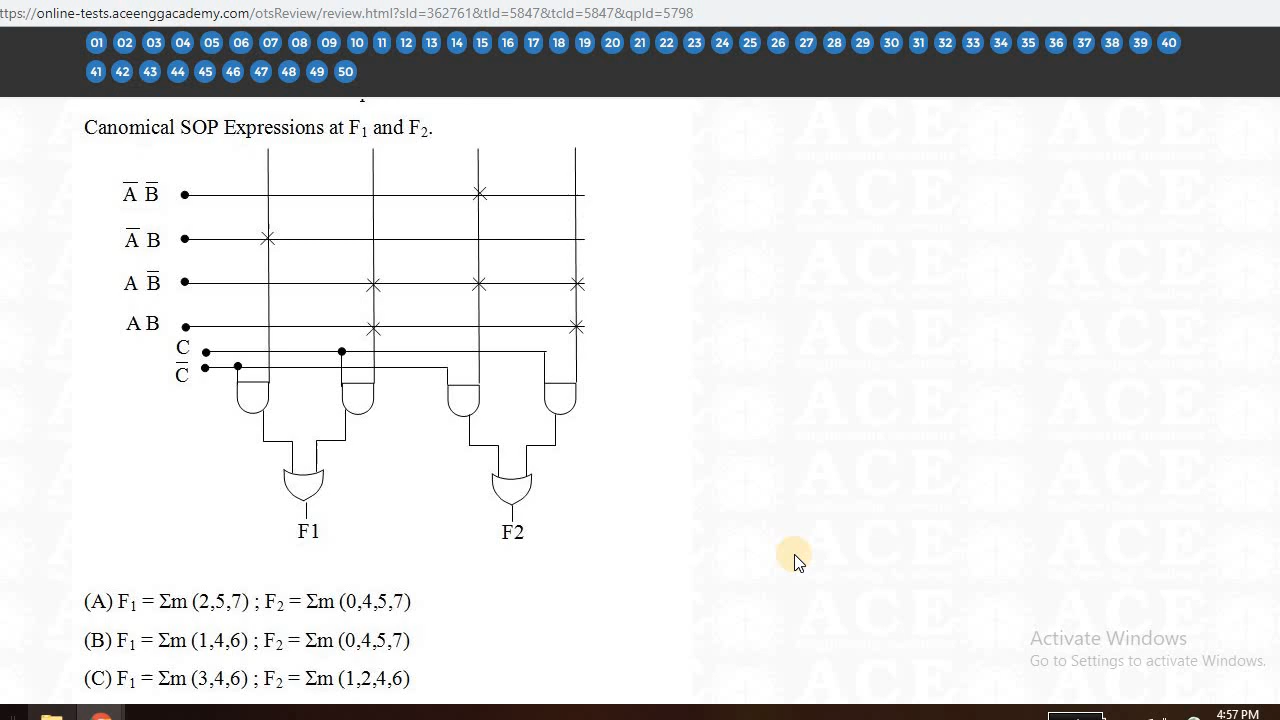 ttps://online-tests.aceenggacademy.com/otsReview/review.html?sId=362761&tId=5847&tcId=5847&qpId=5798
01 02 03 04 05 06 07 08 09 10 11 12 13 14 15 16 17 18 19 20 21 22 23 24 25 26 27 28 29 30 31 32 33 34 35 36 37 38 39 40
41 42 43 44 45 46 47 48 49 50
Canomical SOP Expressions at F₁ and F₂.
A̅ B̅
A̅ B
A B̅
A B
C
C̅
F1 F2
(A) F₁ = Σm (2,5,7) ; F₂ = Σm (0,4,5,7)
(B) F₁ = Σm (1,4,6) ; F₂ = Σm (0,4,5,7)
(C) F₁ = Σm (3,4,6) ; F₂ = Σm (1,2,4,6)
ACE
Activate Windows
Go to Settings to activate Windows.
4:57 PM